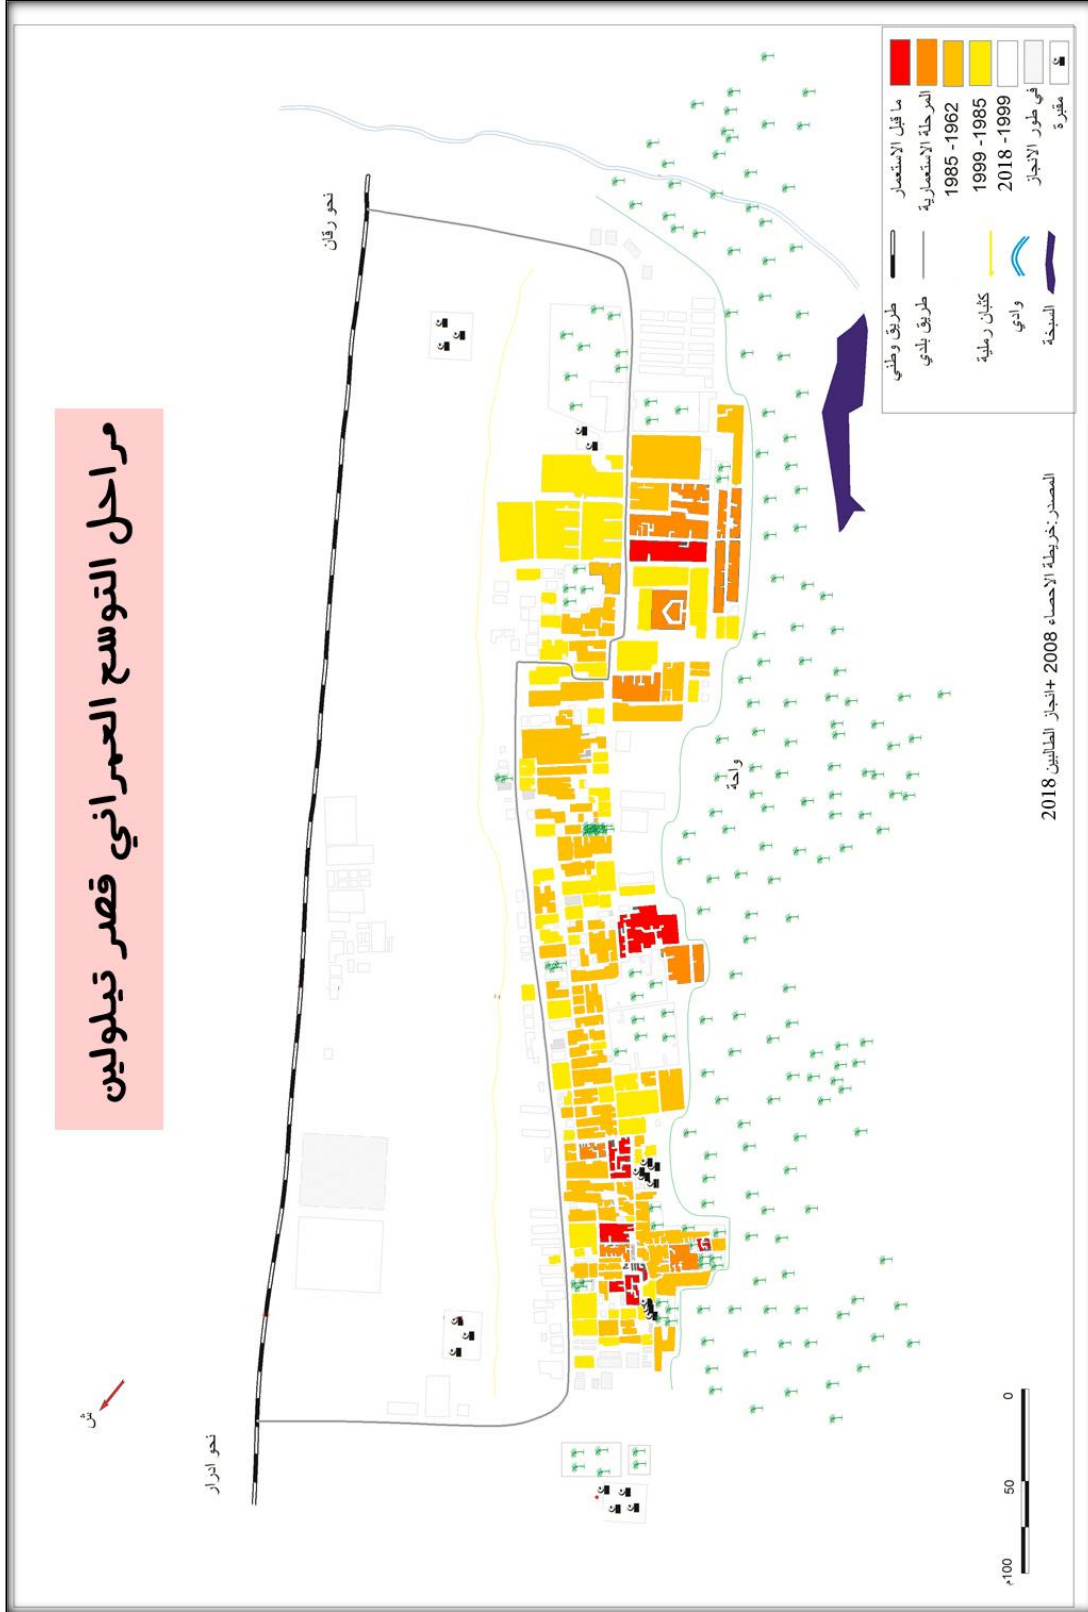 مراحل التوسع العمراني قصر تيلولين
ما قبل الاستعمار
المرحلة الاستعمارية
1985 -1962
1999 -1985
2018 -1999
في طور الانجاز
مقبرة
طريق وطني
طريق بلدي
كثبان رملية
وادي
السبخة
نحو رقان
نحو ادرار
واحة
ش
المصدر:خريطة الاحصاء 2008 +انجاز الطالبين 2018
0
50
100م